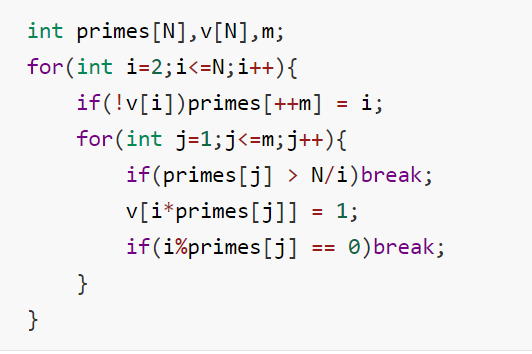 int primes[N],v[N],m;
for(int i=2;i<=N;i++){
    if(!v[i])primes[++m] = i;
    for(int j=1;j<=m;j++){
        if(primes[j] > N/i)break;
        v[i*primes[j]] = 1;
        if(i%primes[j] == 0)break;
    }
}